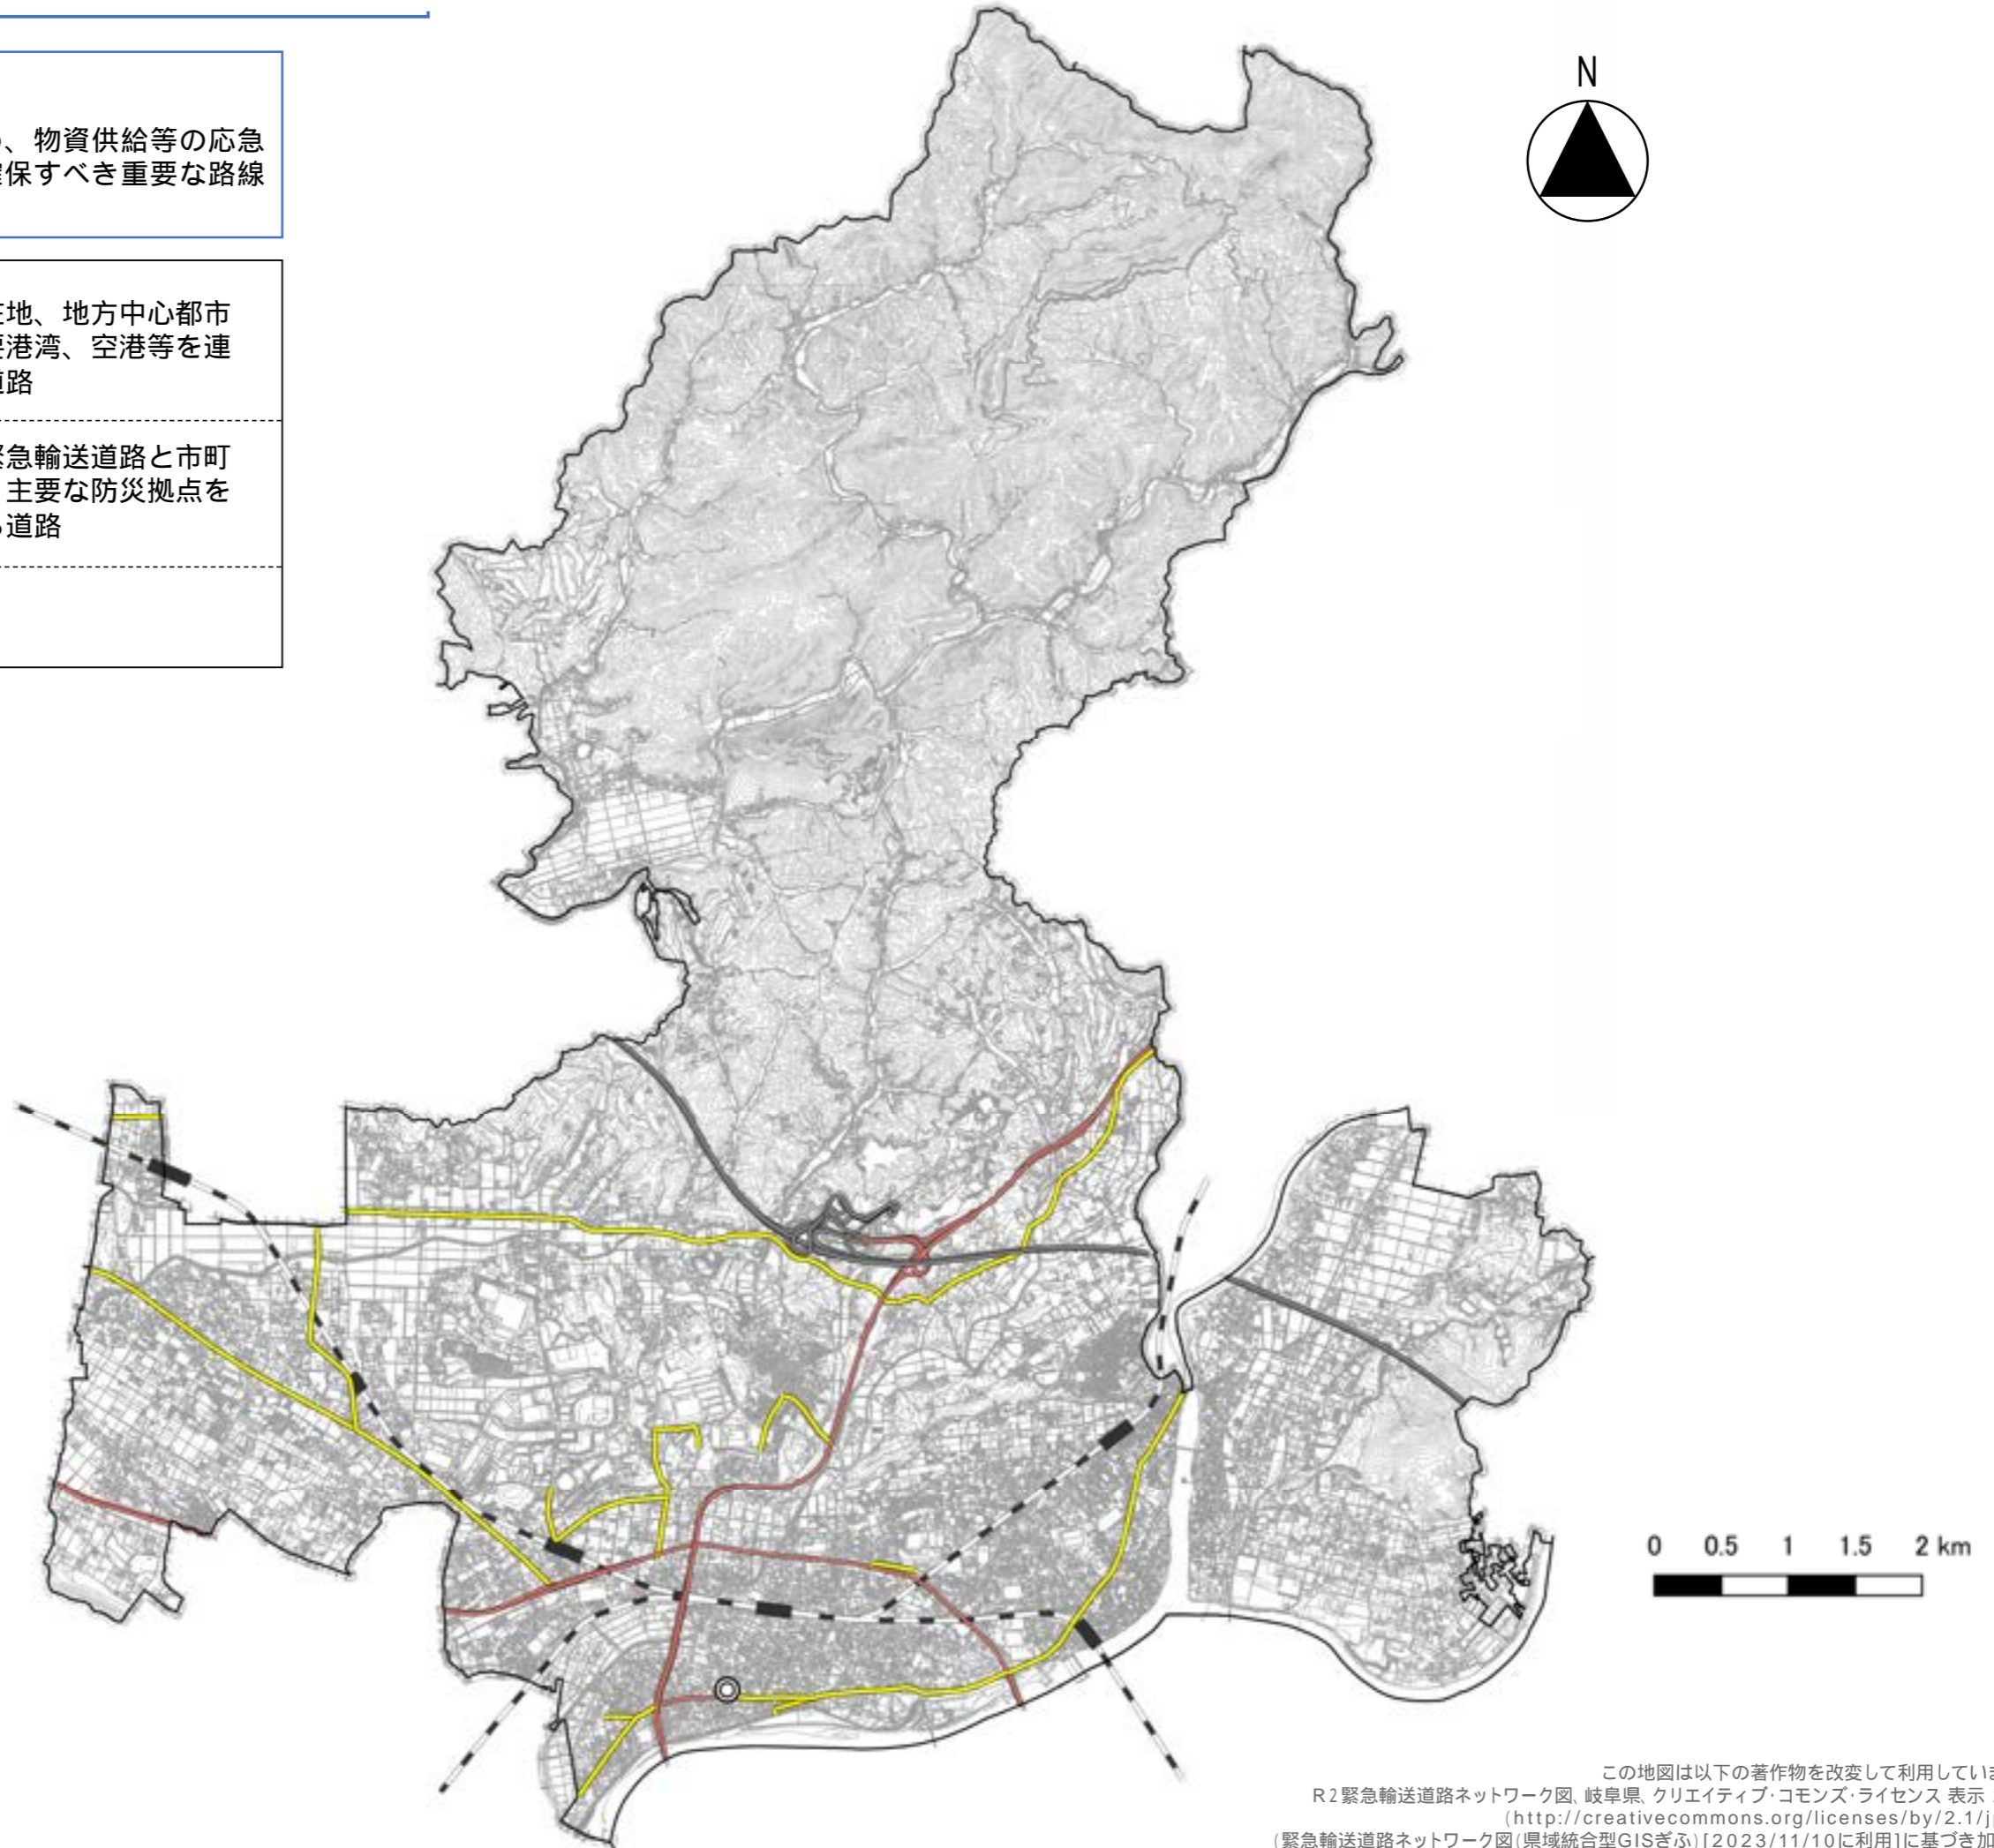 、物資供給等の応急
保すべき重要な路線
在地、地方中心都市
要港湾、空港等を連
道路
緊急輸送道路と市町
主要な防災拠点を
る道路
N
0 0.5 1 1.5 2 km
この地図は以下の著作物を改変して利用していま
R2緊急輸送道路ネットワーク図、岐阜県、クリエイティブ・コモンズ・ライセンス 表示
(http://creativecommons.org/licenses/by/2.1/j
(緊急輸送道路ネットワーク図(県域統合型GISぎふ)[2023/11/10に利用]に基づき加